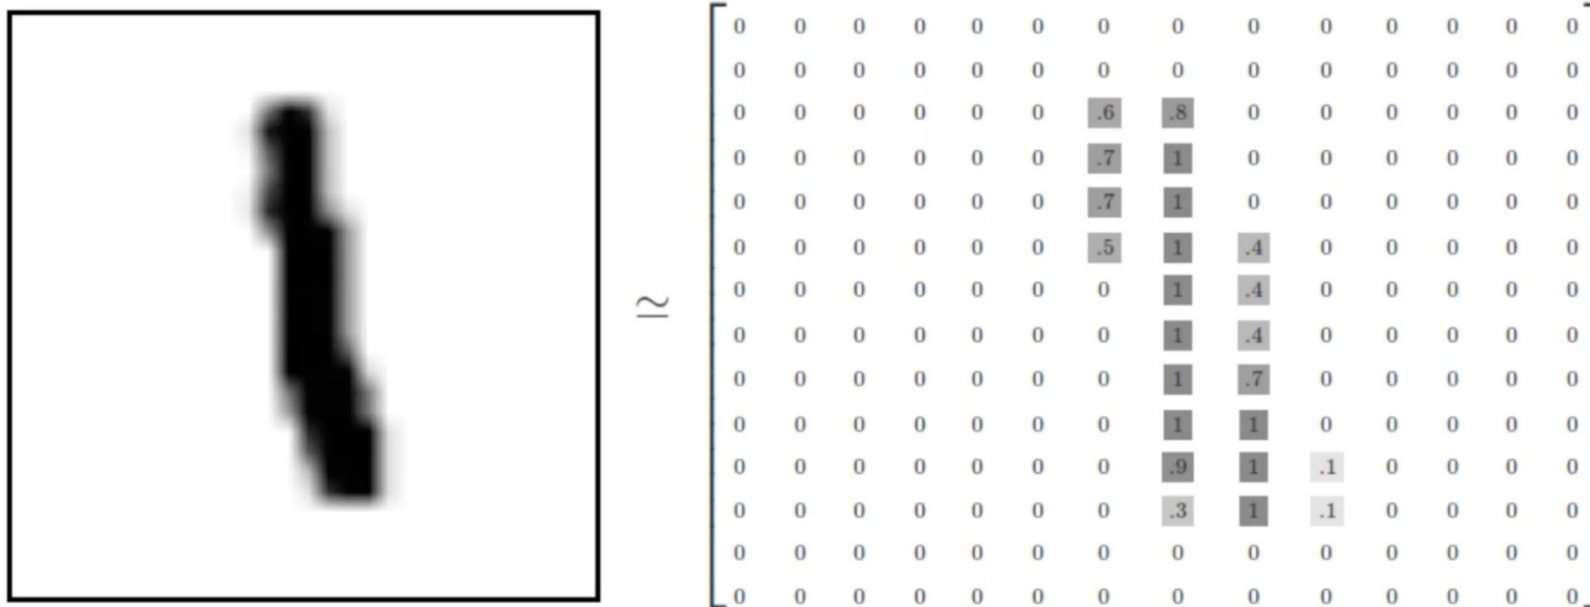 0 0 0 0 0 0 0 0 0 0 0 0 0 0
0 0 0 0 0 0 0 0 0 0 0 0 0 0
0 0 0 0 0 0 .6 .8 0 0 0 0 0 0
0 0 0 0 0 0 .7 1 0 0 0 0 0 0
0 0 0 0 0 0 .7 1 0 0 0 0 0 0
0 0 0 0 0 0 .5 1 .4 0 0 0 0 0
≃ 0 0 0 0 0 0 0 1 .4 0 0 0 0 0
0 0 0 0 0 0 0 1 .4 0 0 0 0 0
0 0 0 0 0 0 0 1 .7 0 0 0 0 0
0 0 0 0 0 0 0 1 1 0 0 0 0 0
0 0 0 0 0 0 0 .9 1 .1 0 0 0 0
0 0 0 0 0 0 0 .3 1 .1 0 0 0 0
0 0 0 0 0 0 0 0 0 0 0 0 0 0
0 0 0 0 0 0 0 0 0 0 0 0 0 0